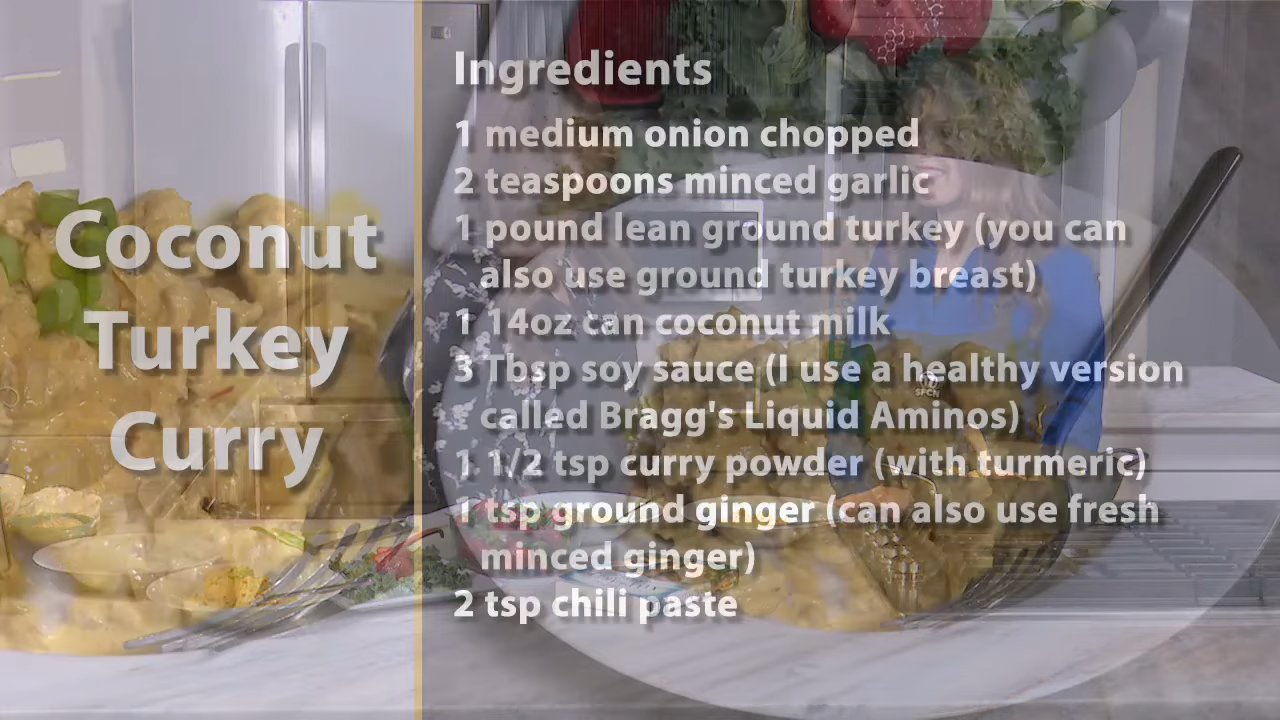 Coconut
Turkey
Curry
Ingredients
1 medium onion chopped
2 teaspoons minced garlic
1 pound lean ground turkey (you can
also use ground turkey breast)
1 14oz can coconut milk
3 Tbsp soy sauce (I use a healthy version
called Bragg's Liquid Aminos)
1 1/2 tsp curry powder (with turmeric)
1 tsp ground ginger (can also use fresh
minced ginger)
2 tsp chili paste
SFCN